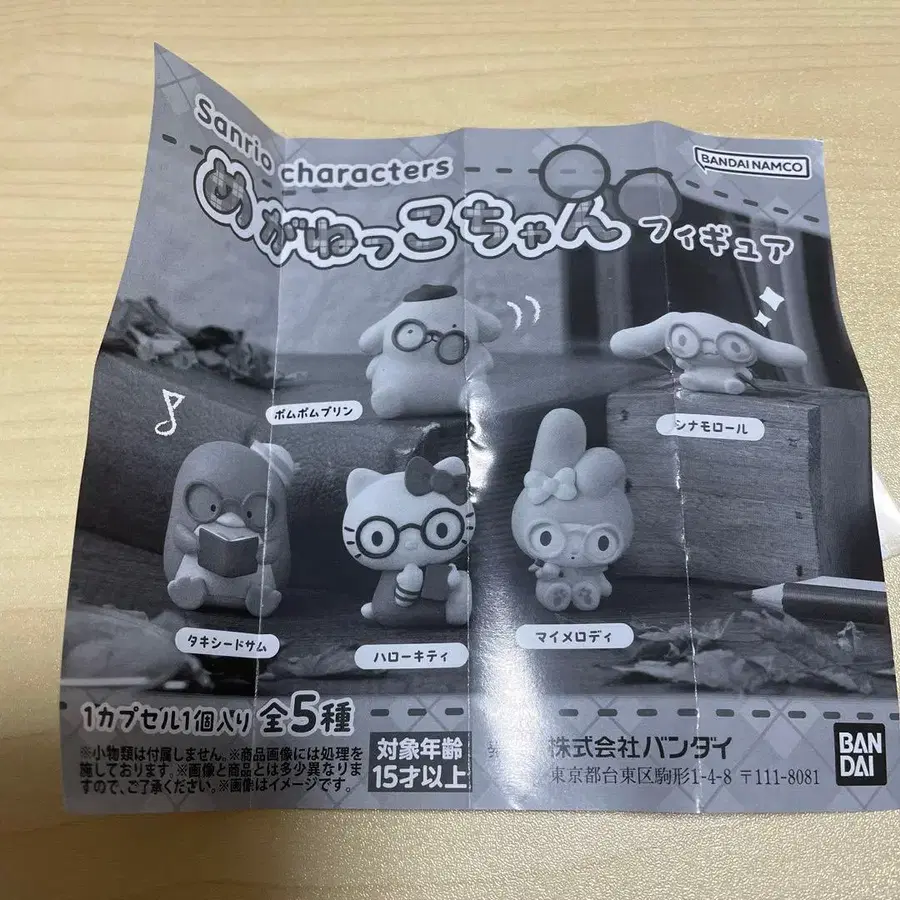 Sanrio characters
BANDAI NAMCO
めがねっこちゃん フィギュア
ポムポムプリン
シナモロール
タキシードサム
ハローキティ
マイメロディ
1カプセル1個入り 全5種
※小物類は付属しません。※商品画像には処理を
施しております。※画像と商品とは多少異なりま
すので、ご了承ください。※画像はイメージです。
対象年齢
15才以上
株式会社バンダイ
東京都台東区駒形1-4-8 〒111-8081
BAN
DAI